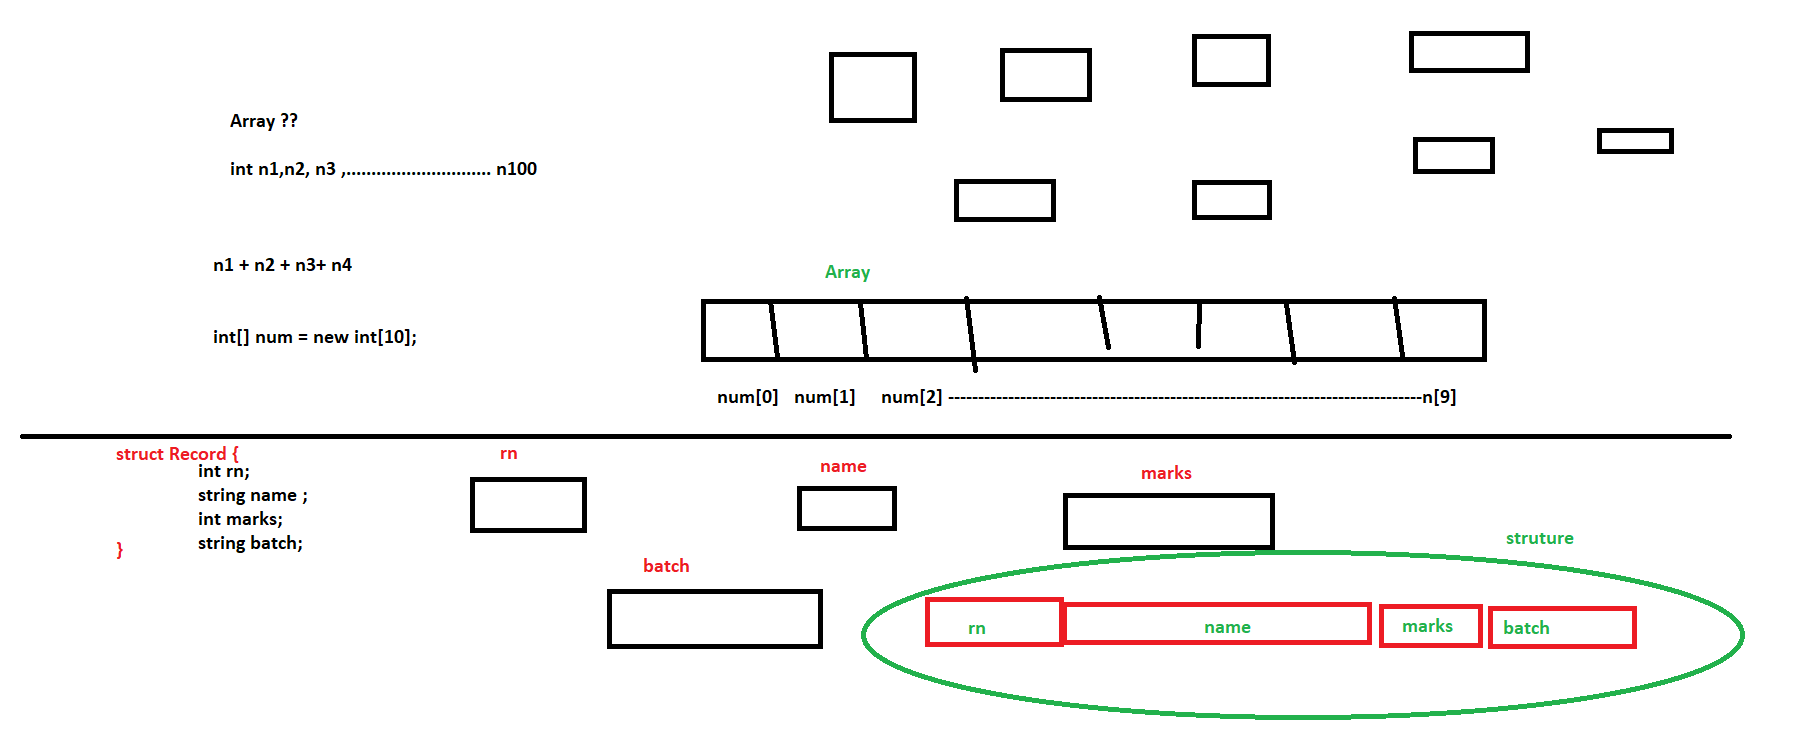 Array ??
int n1,n2, n3 ,............................. n100
n1 + n2 + n3+ n4
Array
int[] num = new int[10];
num[0] num[1] num[2] -------------------------------------------------------------------------------n[9]
struct Record {
int rn;
string name ;
int marks;
string batch;
}
rn
name
marks
batch
struture
rn
name
marks
batch